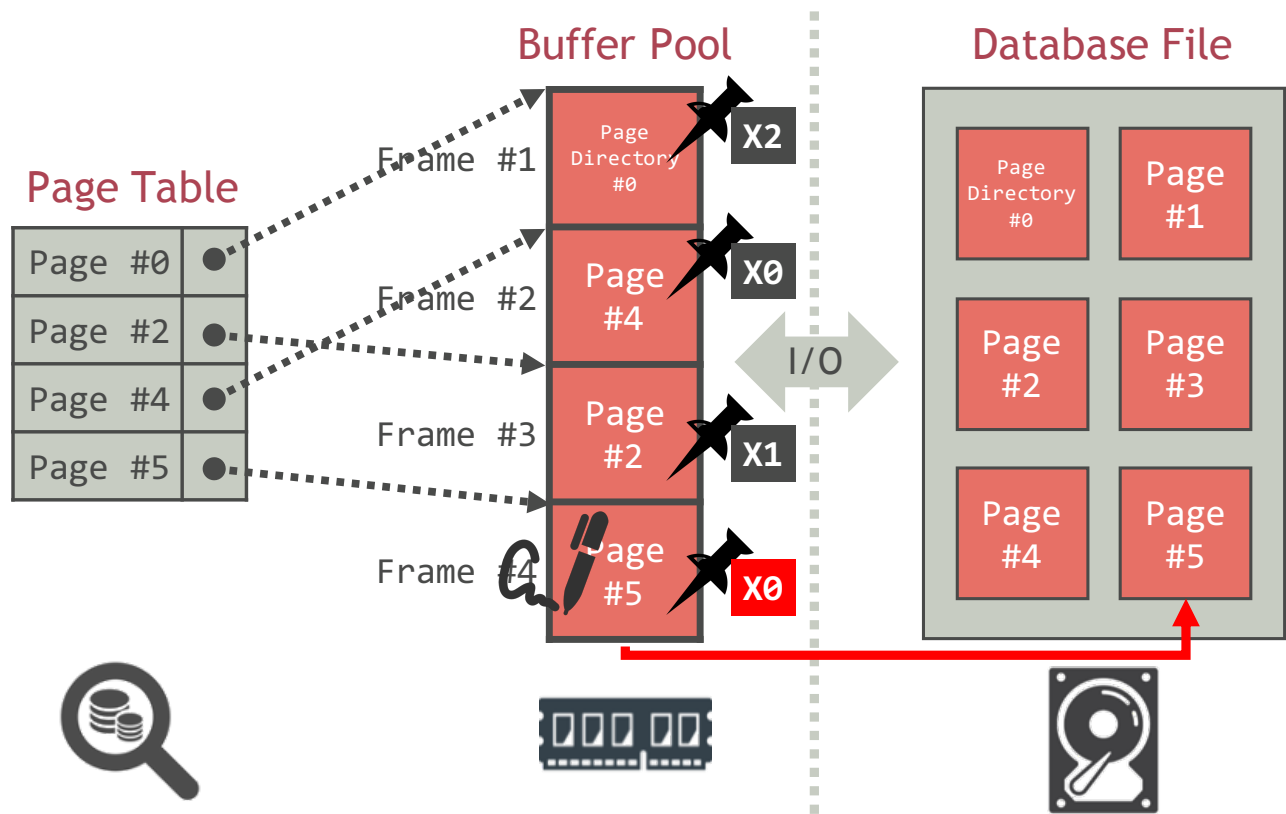 Buffer Pool
Database File
Page Table
Page #0
Page #2
Page #4
Page #5
Frame #1
Frame #2
Frame #3
Frame #4
Page
Directory
#0
X2
Page
#4
X0
Page
#2
X1
Page
#5
X0
I/O
Page
Directory
#0
Page
#1
Page
#2
Page
#3
Page
#4
Page
#5